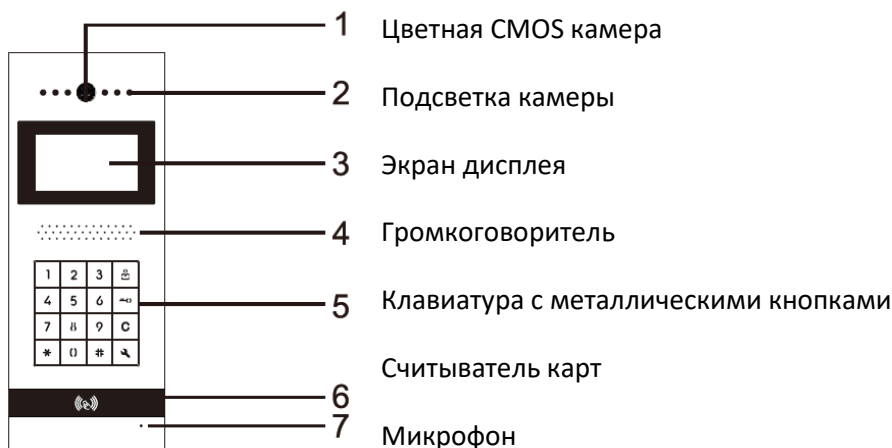 1 Цветная CMOS камера
2 Подсветка камеры
3 Экран дисплея
4 Громкоговоритель
1 2 3
4 5 6
5 Клавиатура с металлическими кнопками
7 8 9 C
* 0 #
Считыватель карт
6
7
Микрофон